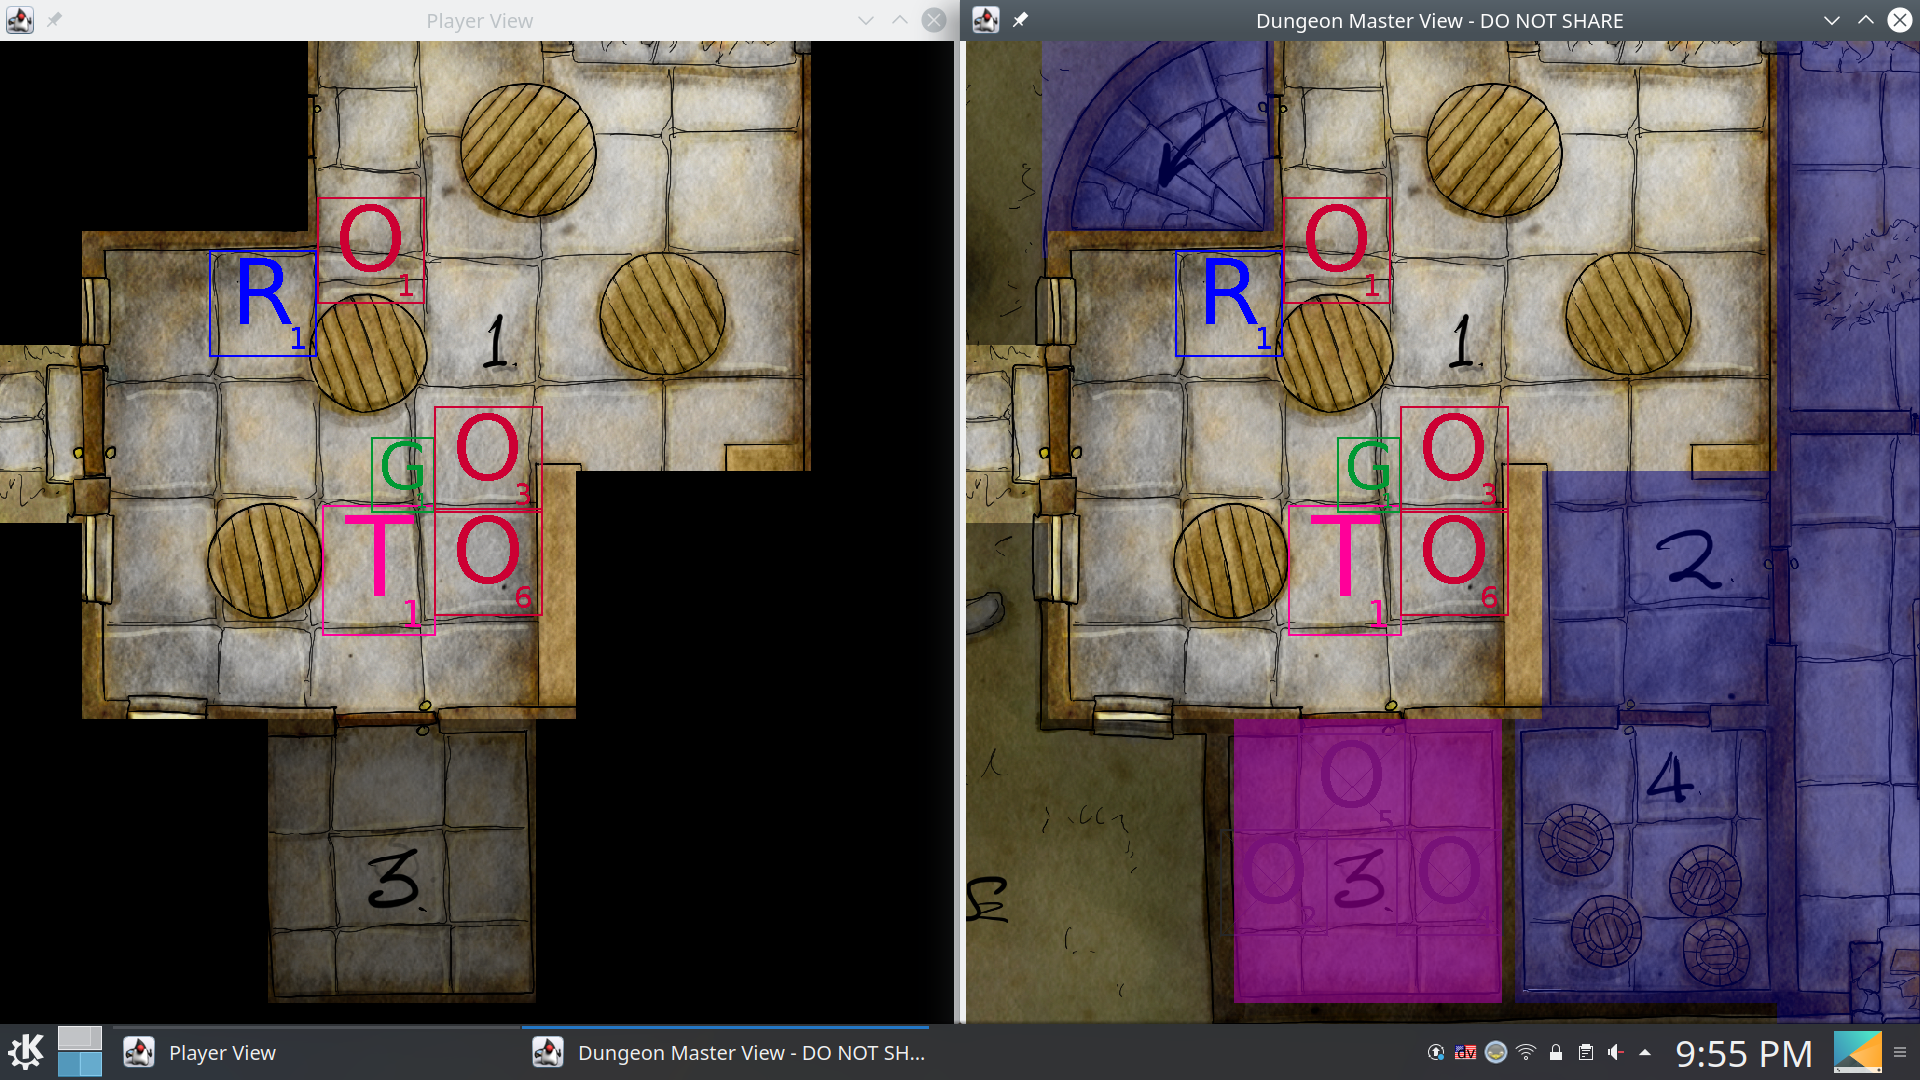 Player View
O
1
R
1
1.
G
O
3
T
1
O
6
3.
Dungeon Master View - DO NOT SHARE
O
1
R
1
1.
G
O
3
T
1
O
6
2.
O
5
O
3.
O
4.
Player View
Dungeon Master View - DO NOT SH...
dv
9:55 PM